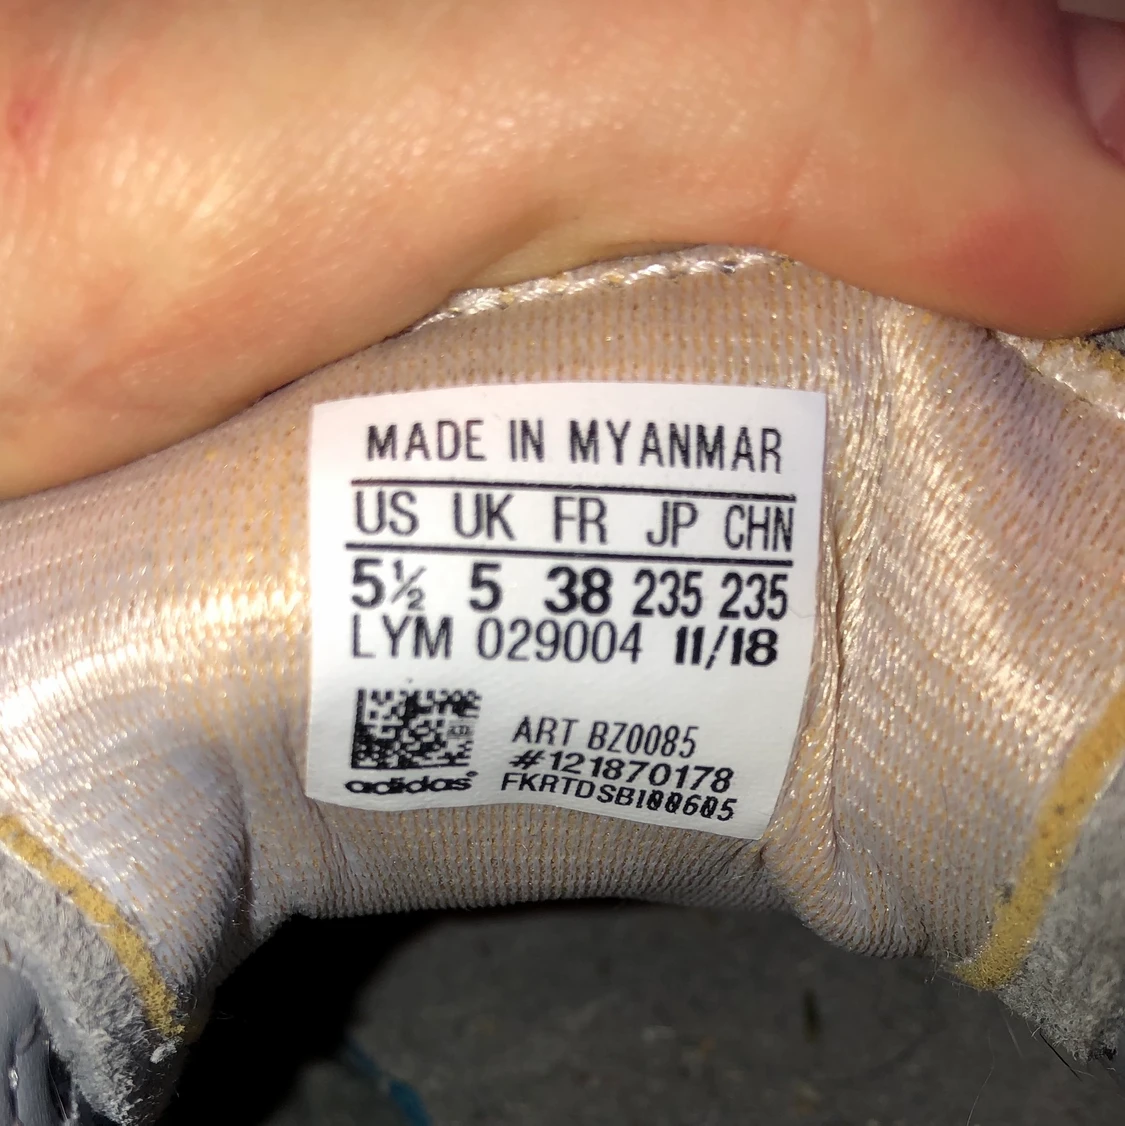 MADE IN MYANMAR
US UK FR JP CHN
5½ 5 38 235 235
LYM 029004 11/18
ART BZ0085
#121870178
FKRTDSBI00605
adidas